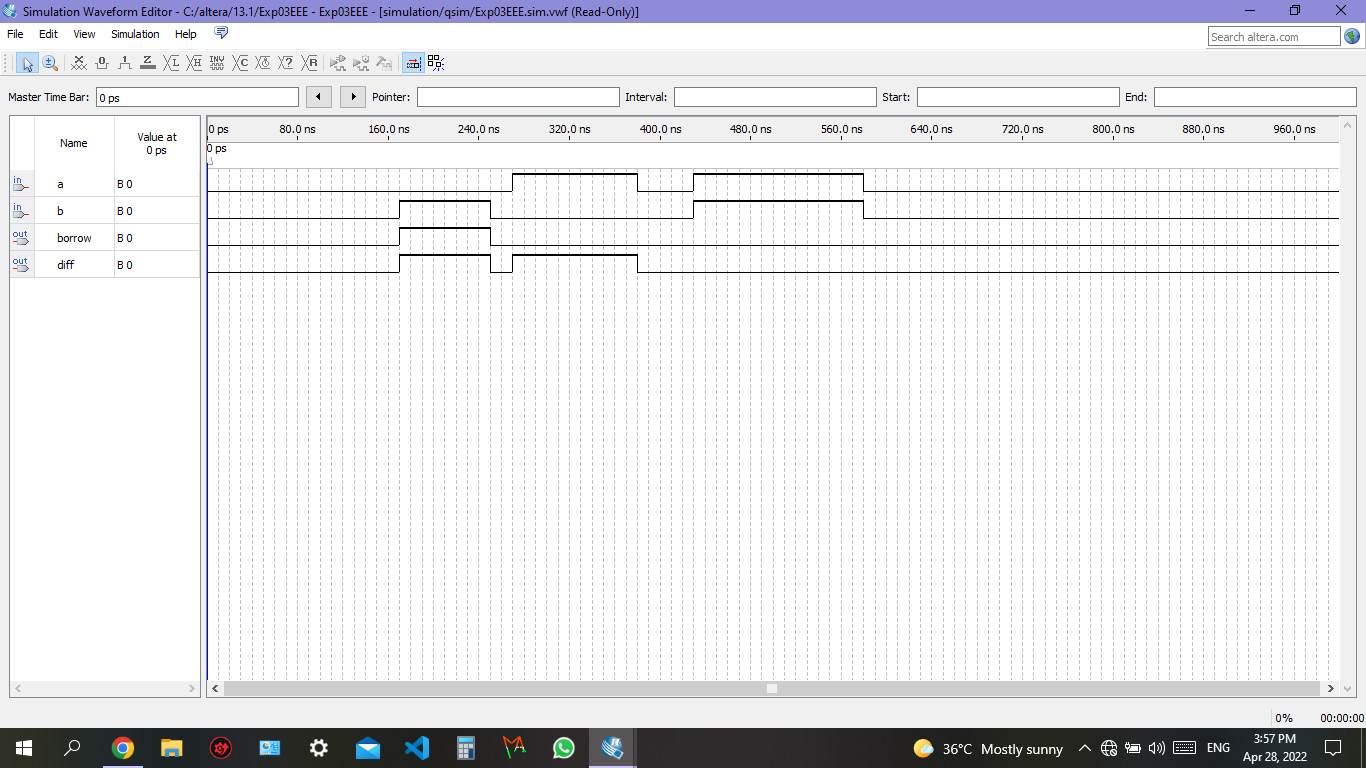 Simulation Waveform Editor - C:/altera/13.1/Exp03EEE - Exp03EEE - [simulation/qsim/Exp03EEE.sim.vwf (Read-Only)]
File Edit View Simulation Help
Search altera.com
Master Time Bar: 0 ps Pointer: Interval: Start: End:
Name Value at 0 ps
0 ps 80.0 ns 160.0 ns 240.0 ns 320.0 ns 400.0 ns 480.0 ns 560.0 ns 640.0 ns 720.0 ns 800.0 ns 880.0 ns 960.0 ns
0 ps
in a B 0
in b B 0
out borrow B 0
out diff B 0
0% 00:00:00
36°C Mostly sunny ENG 3:57 PM
Apr 28, 2022